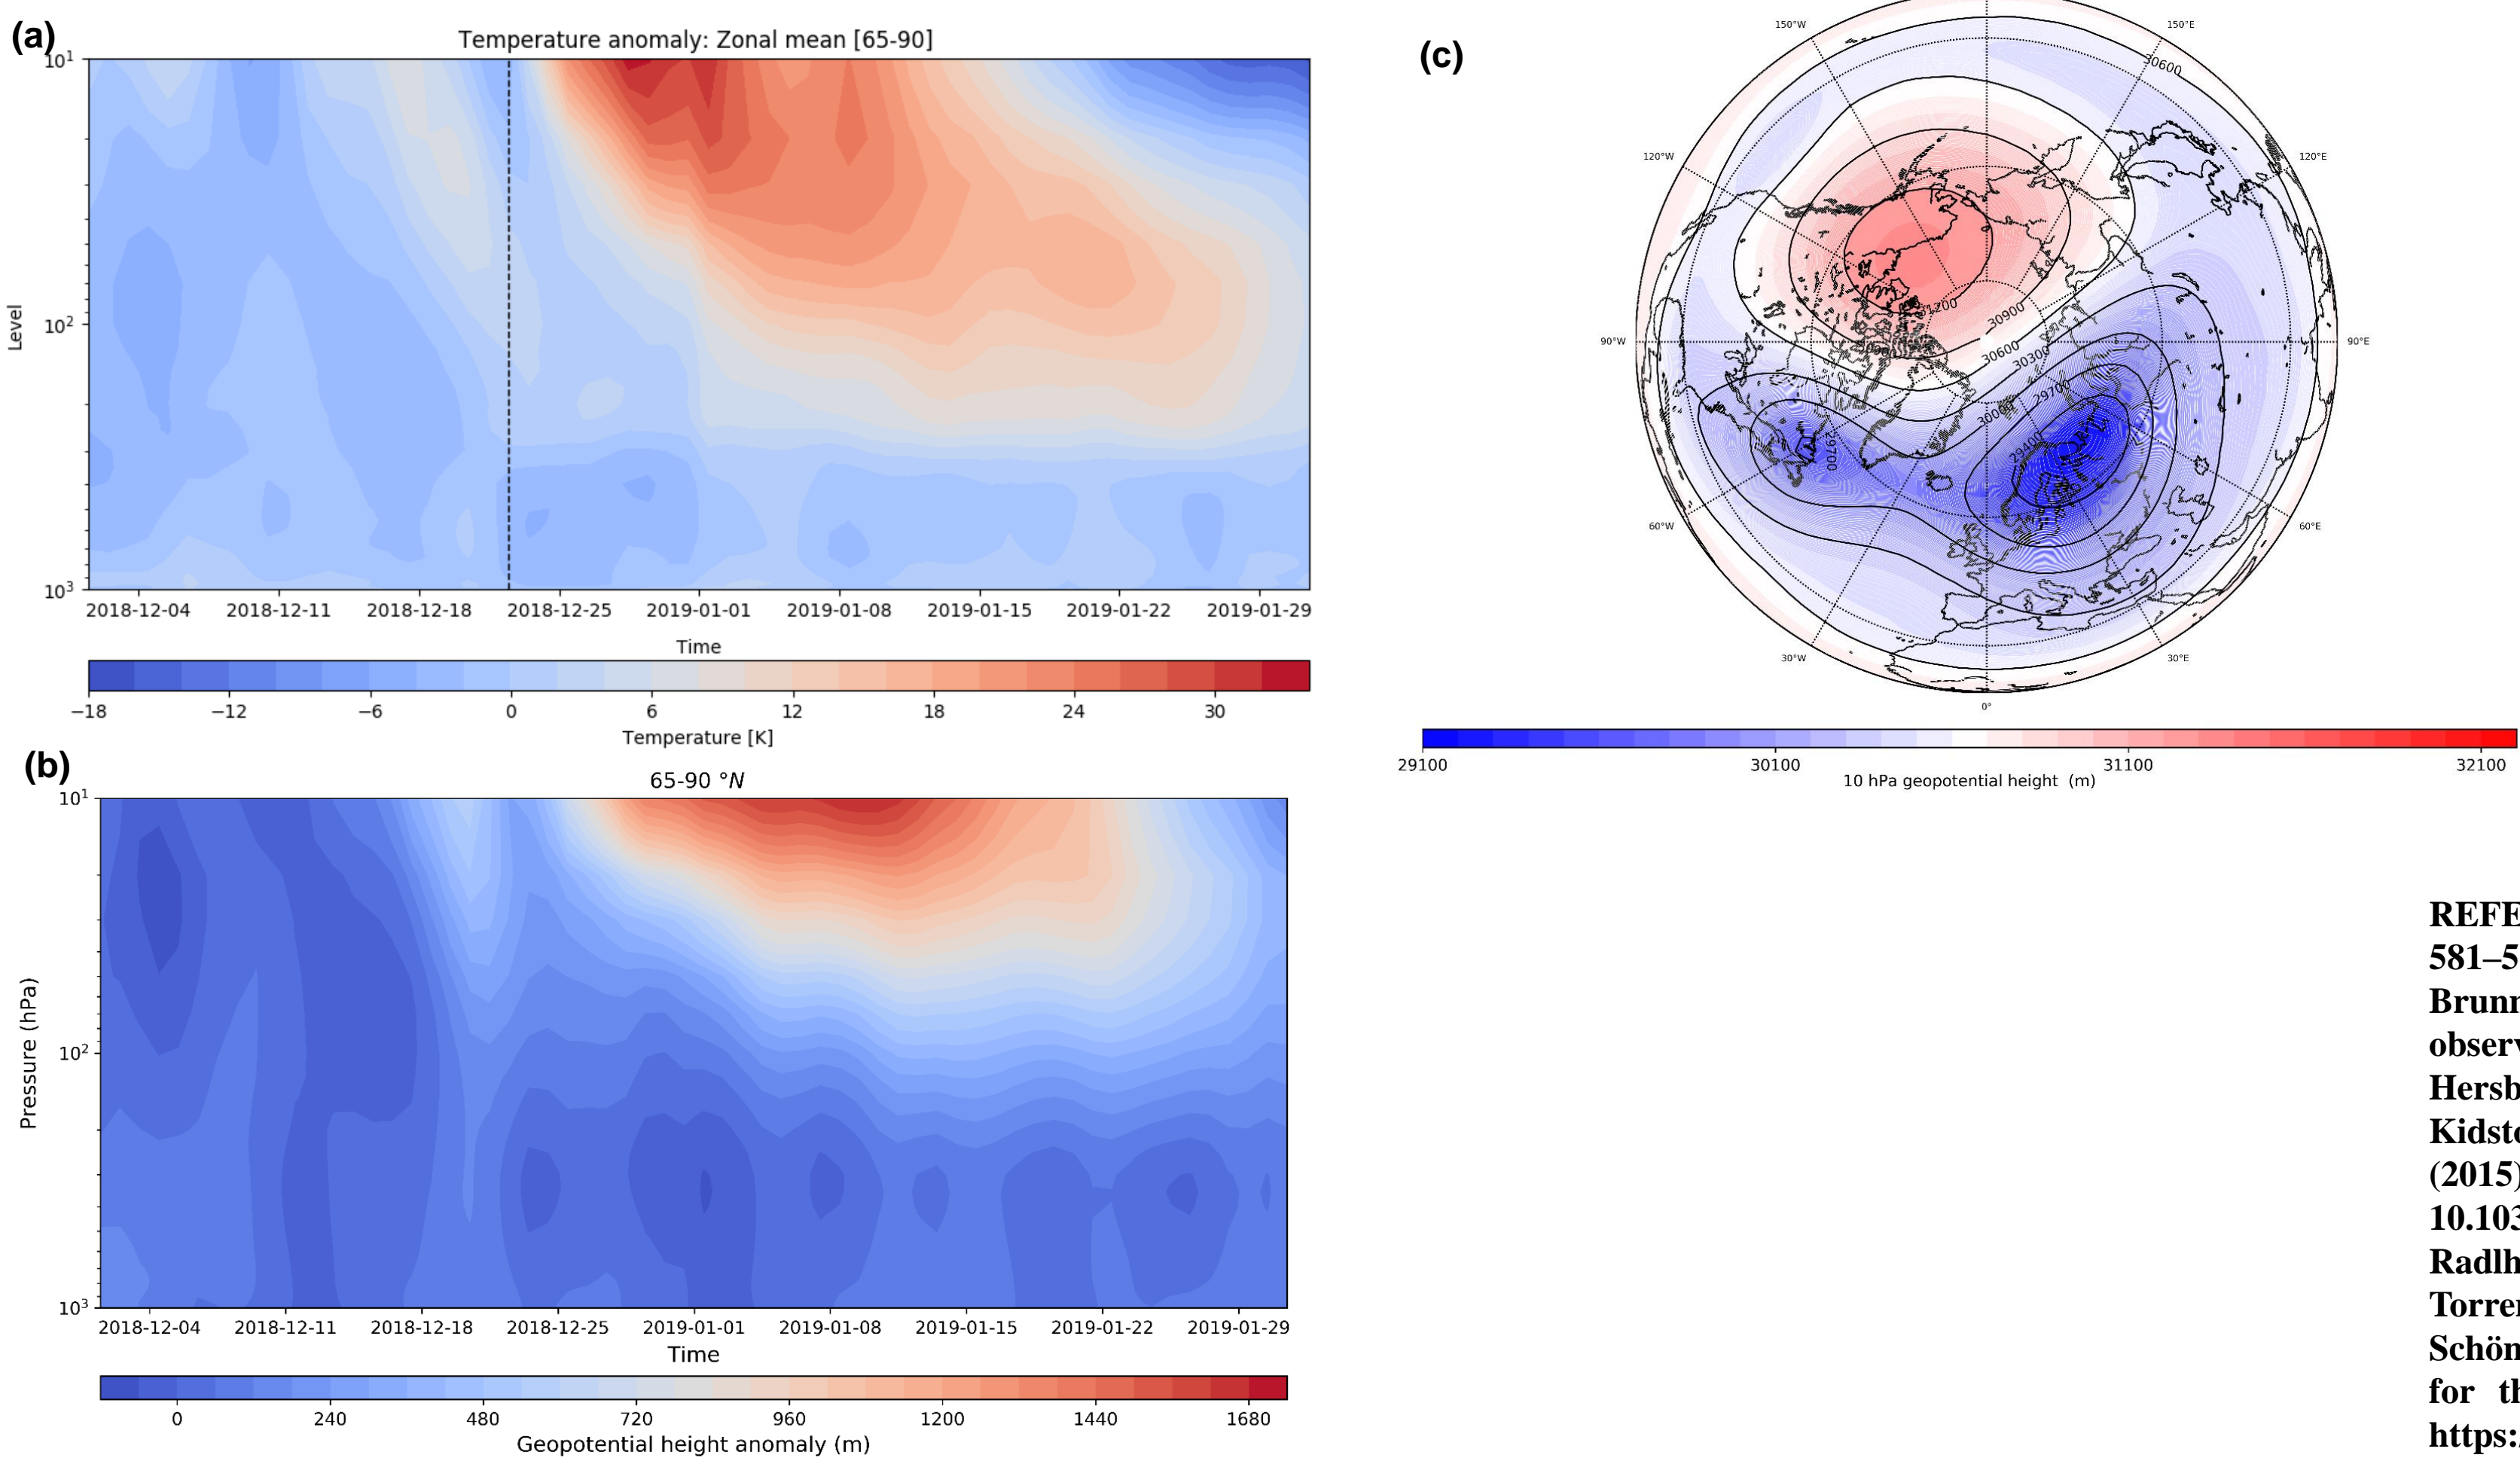 (a)
Temperature anomaly: Zonal mean [65-90]
10¹
10²
10³
Level
2018-12-04 2018-12-11 2018-12-18 2018-12-25 2019-01-01 2019-01-08 2019-01-15 2019-01-22 2019-01-29
Time
−18 −12 −6 0 6 12 18 24 30
Temperature [K]
(b)
65-90 °N
10¹
10²
10³
Pressure (hPa)
2018-12-04 2018-12-11 2018-12-18 2018-12-25 2019-01-01 2019-01-08 2019-01-15 2019-01-22 2019-01-29
Time
0 240 480 720 960 1200 1440 1680
Geopotential height anomaly (m)
(c)
150°W 150°E
30600
120°W 120°E
31200 30900
90°W 90°E
30600
30300
29700
30000
29400
29700
60°W 60°E
30°W 30°E
0°
29100 30100 31100 32100
10 hPa geopotential height (m)
REFE
581–5
Brunn
observ
Hersb
Kidsto
(2015)
10.103
Radlh
Torrer
Schön
for th
https: